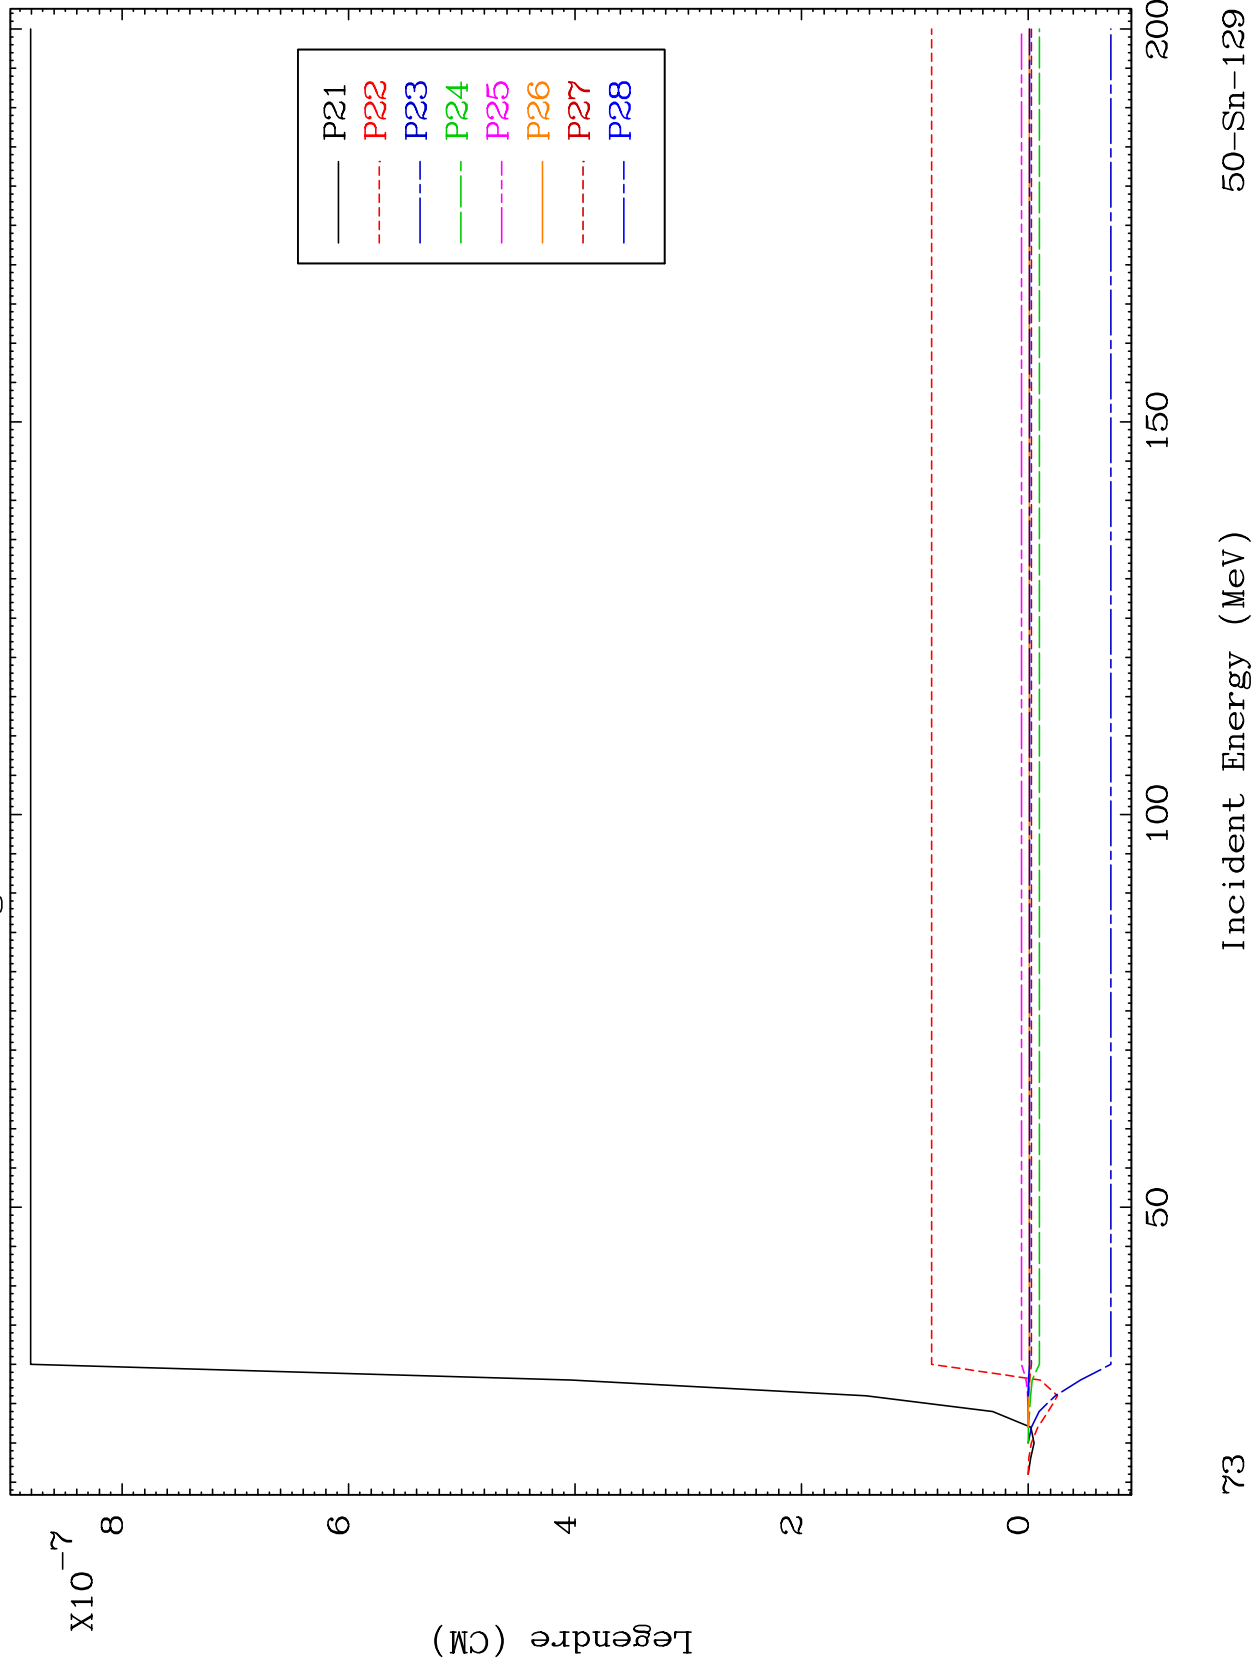 X10-7
8
6
4
2
0
Legendre (CM)
P21
P22
P23
P24
P25
P26
P27
P28
50
100
150
200
Incident Energy (MeV)
73
50-Sn-129